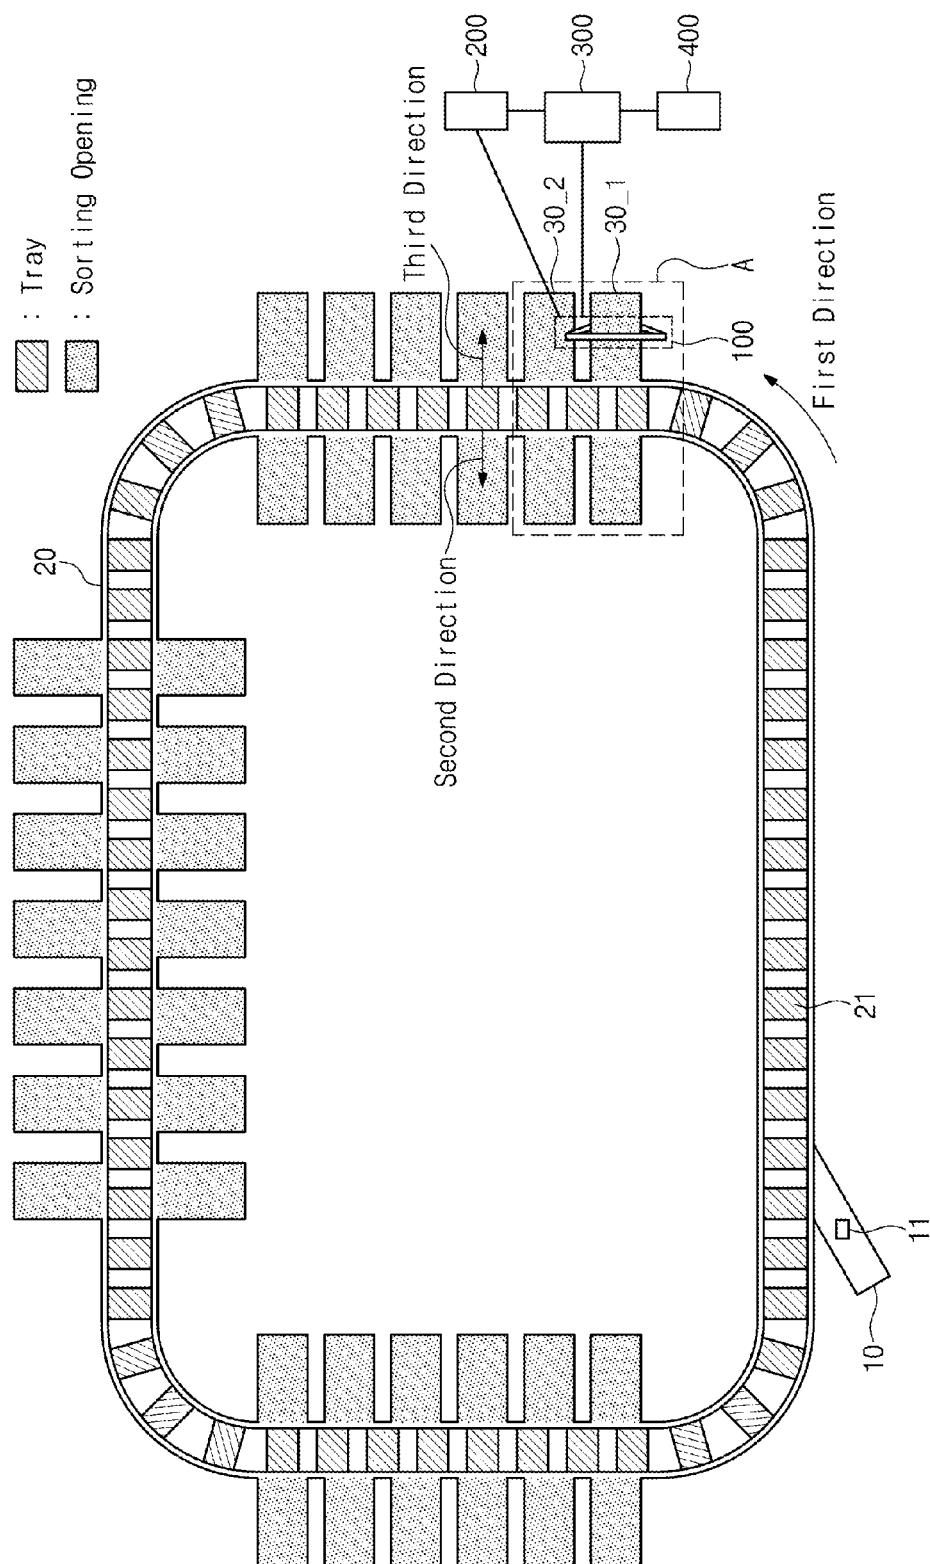 : Tray
: Sorting Opening
200
300
400
Third Direction
30_2
30_1
A
100
First Direction
20
Second Direction
21
11
10